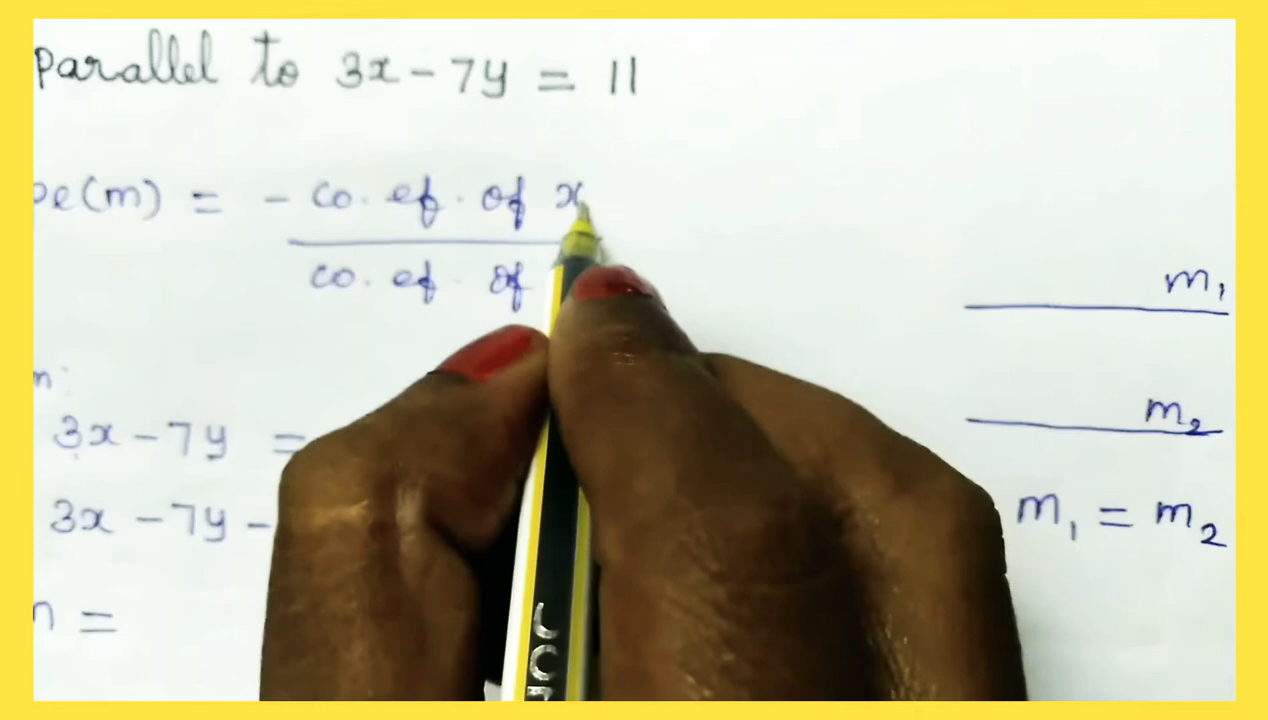 Parallel to 3x - 7y = 11
pe(m) = - co. ef. of x
co. ef. of
m₁
m₂
m₁ = m₂
n:
3x - 7y =
3x - 7y -
= 
JO